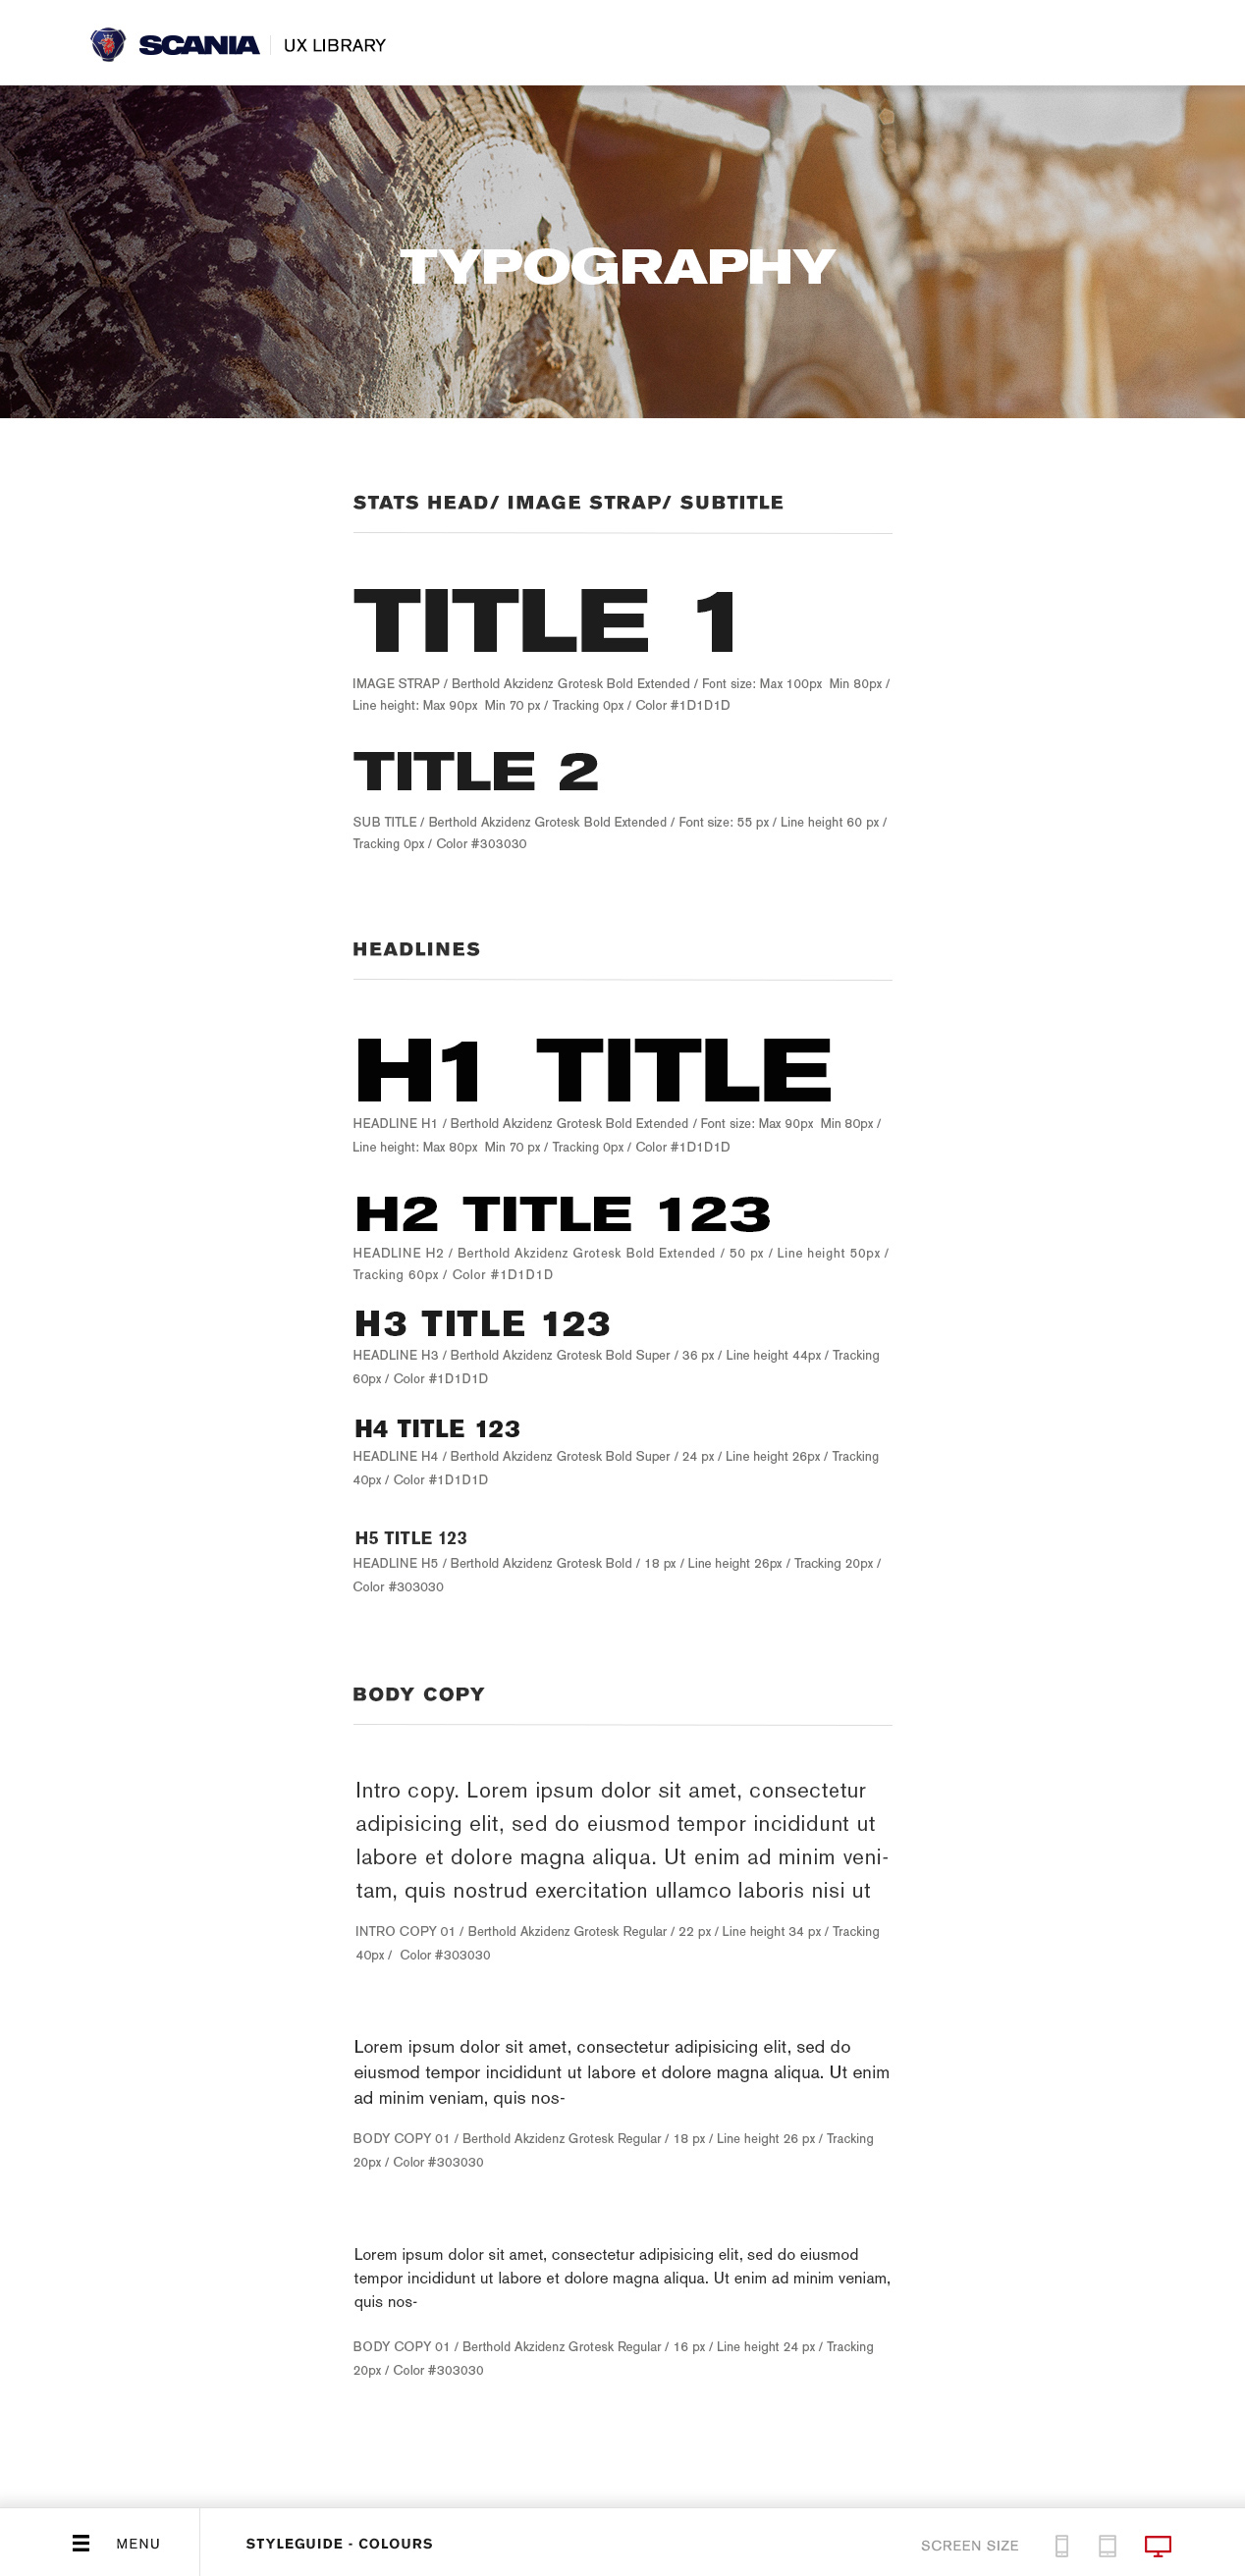 SCANIA UX LIBRARY
TYPOGRAPHY
STATS HEAD/ IMAGE STRAP/ SUBTITLE
TITLE 1
IMAGE STRAP / Berthold Akzidenz Grotesk Bold Extended / Font size: Max 100px  Min 80px /
Line height: Max 90px  Min 70 px / Tracking 0px / Color #1D1D1D
TITLE 2
SUB TITLE / Berthold Akzidenz Grotesk Bold Extended / Font size: 55 px / Line height 60 px /
Tracking 0px / Color #303030
HEADLINES
H1 TITLE
HEADLINE H1 / Berthold Akzidenz Grotesk Bold Extended / Font size: Max 90px  Min 80px /
Line height: Max 80px  Min 70 px / Tracking 0px / Color #1D1D1D
H2 TITLE 123
HEADLINE H2 / Berthold Akzidenz Grotesk Bold Extended / 50 px / Line height 50px /
Tracking 60px / Color #1D1D1D
H3 TITLE 123
HEADLINE H3 / Berthold Akzidenz Grotesk Bold Super / 36 px / Line height 44px / Tracking
60px / Color #1D1D1D
H4 TITLE 123
HEADLINE H4 / Berthold Akzidenz Grotesk Bold Super / 24 px / Line height 26px / Tracking
40px / Color #1D1D1D
H5 TITLE 123
HEADLINE H5 / Berthold Akzidenz Grotesk Bold / 18 px / Line height 26px / Tracking 20px /
Color #303030
BODY COPY
Intro copy. Lorem ipsum dolor sit amet, consectetur
adipisicing elit, sed do eiusmod tempor incididunt ut
labore et dolore magna aliqua. Ut enim ad minim veni-
tam, quis nostrud exercitation ullamco laboris nisi ut
INTRO COPY 01 / Berthold Akzidenz Grotesk Regular / 22 px / Line height 34 px / Tracking
40px /  Color #303030
Lorem ipsum dolor sit amet, consectetur adipisicing elit, sed do
eiusmod tempor incididunt ut labore et dolore magna aliqua. Ut enim
ad minim veniam, quis nos-
BODY COPY 01 / Berthold Akzidenz Grotesk Regular / 18 px / Line height 26 px / Tracking
20px / Color #303030
Lorem ipsum dolor sit amet, consectetur adipisicing elit, sed do eiusmod
tempor incididunt ut labore et dolore magna aliqua. Ut enim ad minim veniam,
quis nos-
BODY COPY 01 / Berthold Akzidenz Grotesk Regular / 16 px / Line height 24 px / Tracking
20px / Color #303030
MENU STYLEGUIDE - COLOURS SCREEN SIZE